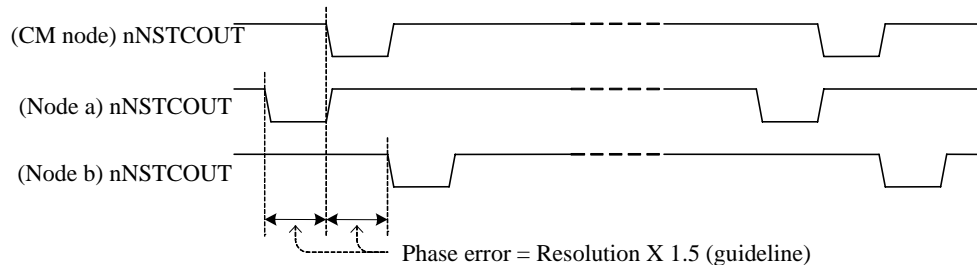 (CM node) nNSTCOUT
(Node a) nNSTCOUT
(Node b) nNSTCOUT
Phase error = Resolution X 1.5 (guideline)